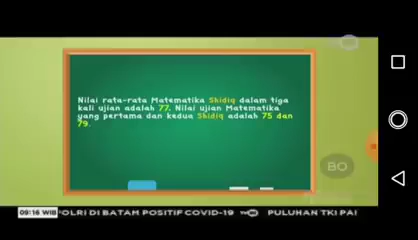 Nilai rata-rata Matematika Shidiq dalam tiga
kali ujian adalah 77. Nilai ujian Matematika
yang pertama dan kedua Shidiq adalah 75 dan
79.
BO
09:16 WIB POLRI DI BATAM POSITIF COVID-19 PULUHAN TKI PA